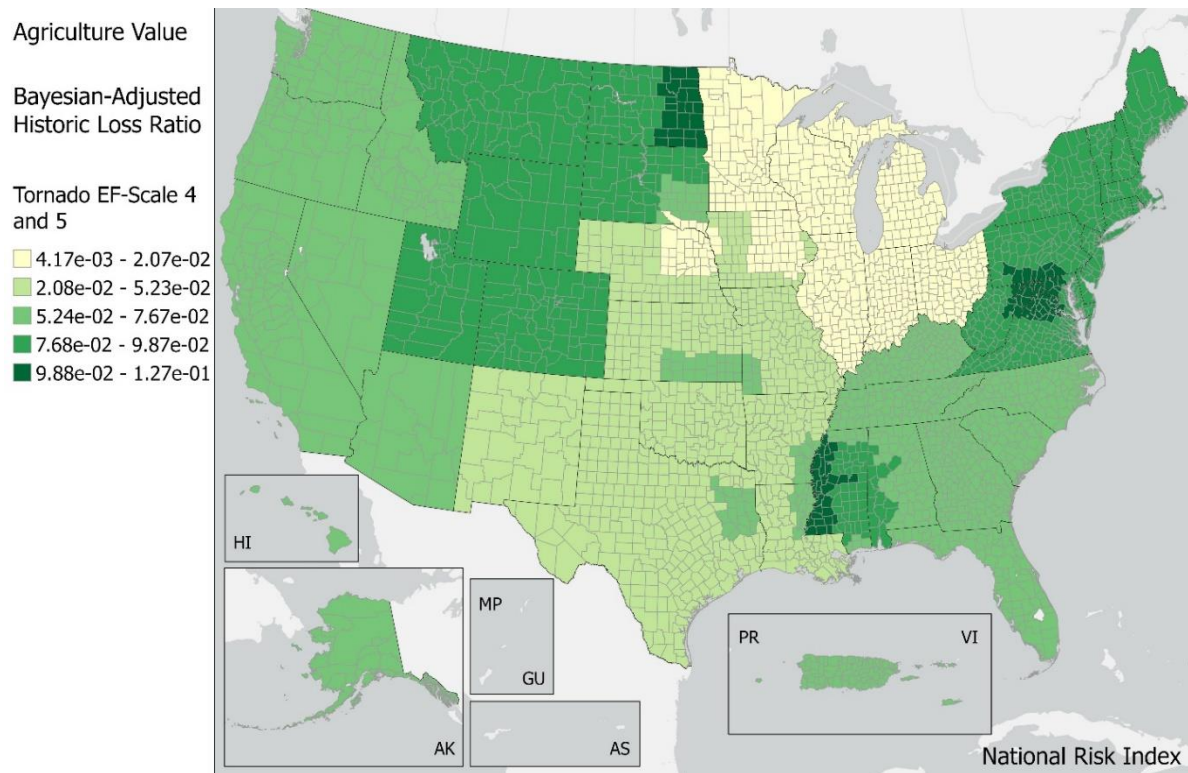 Agriculture Value
Bayesian-Adjusted
Historic Loss Ratio
Tornado EF-Scale 4
and 5
4.17e-03 - 2.07e-02
2.08e-02 - 5.23e-02
5.24e-02 - 7.67e-02
7.68e-02 - 9.87e-02
9.88e-02 - 1.27e-01
HI
AK
MP
GU
AS
PR
VI
National Risk Index